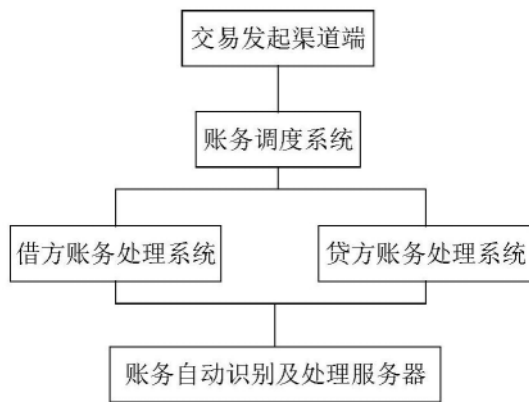 交易发起渠道端
账务调度系统
借方账务处理系统
贷方账务处理系统
账务自动识别及处理服务器